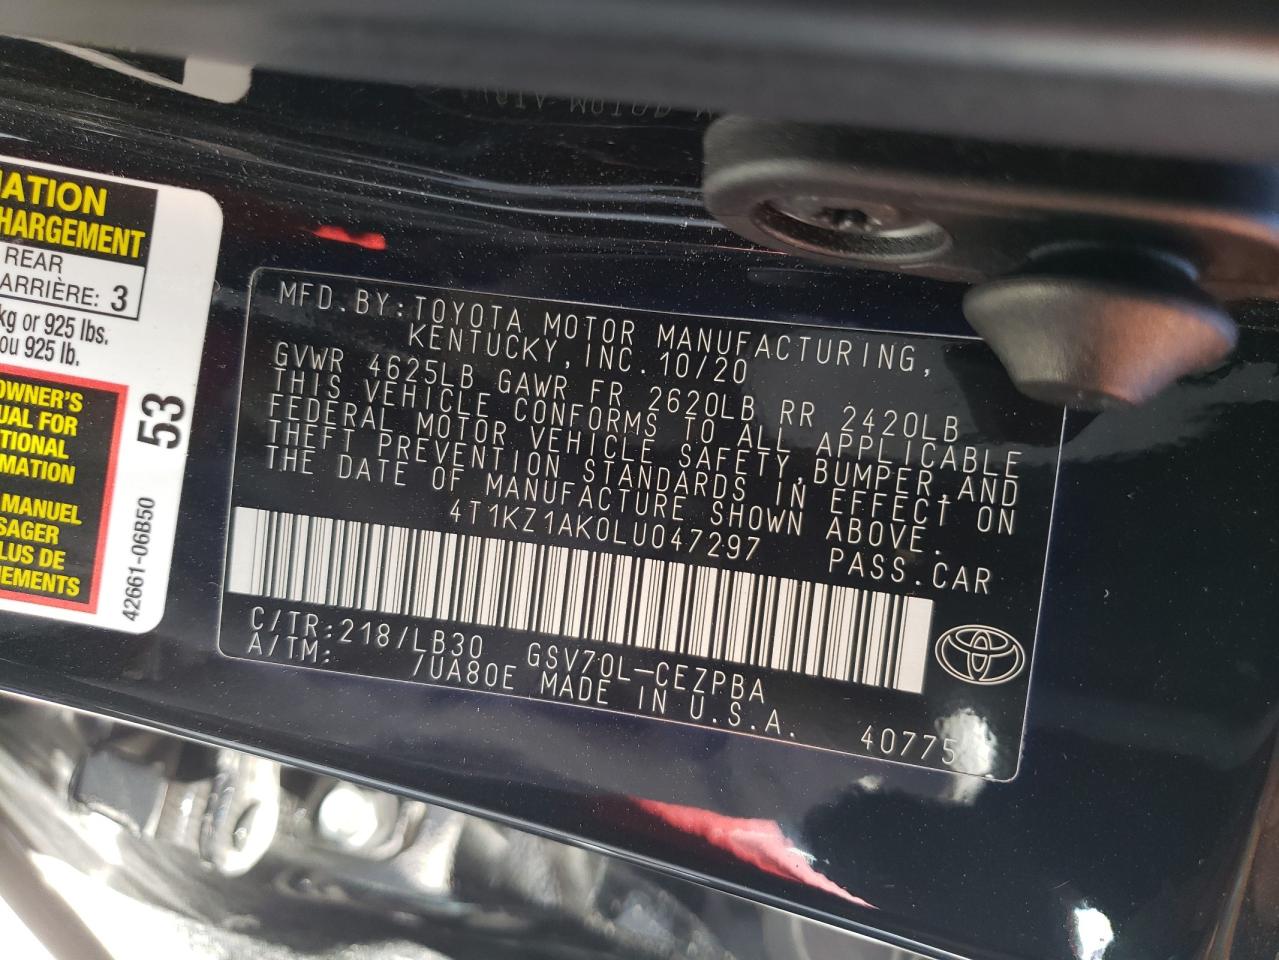 MATION
HARGEMENT
REAR
ARRIÈRE: 3
kg or 925 lbs.
ou 925 lb.
OWNER'S
UAL FOR
TIONAL
RMATION
MANUEL
SAGER
LUS DE
NEMENTS
53
42661-06B50
MFD.BY:TOYOTA MOTOR MANUFACTURING,
KENTUCKY,INC.10/20
GVWR 4625LB GAWR FR 2620LB RR 2420LB
THIS VEHICLE CONFORMS TO ALL APPLICABLE
FEDERAL MOTOR VEHICLE SAFETY,BUMPER,AND
THEFT PREVENTION STANDARDS IN EFFECT ON
THE DATE OF MANUFACTURE SHOWN ABOVE.
4T1KZ1AK0LU047297 PASS.CAR
C/TR:218/LB30 GSV70L-CEZPBA
A/TM: /UA80E MADE IN U.S.A.
40775